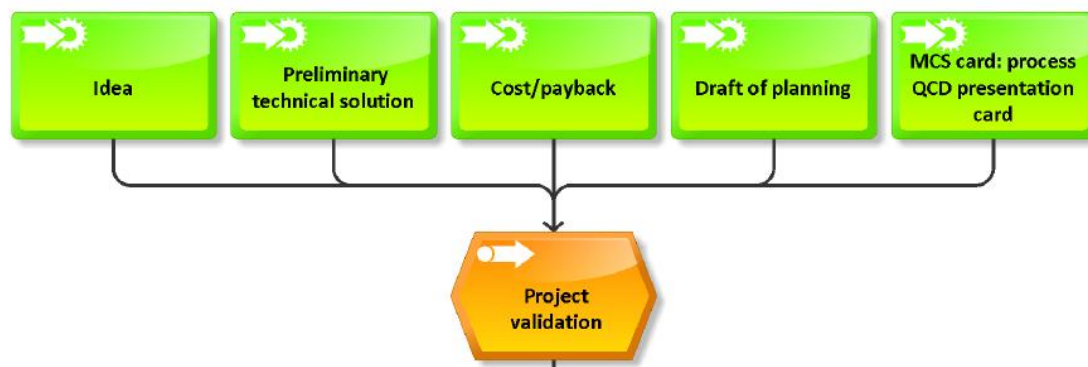 Idea
Preliminary
technical solution
Cost/payback
Draft of planning
MCS card: process
QCD presentation
card
Project
validation